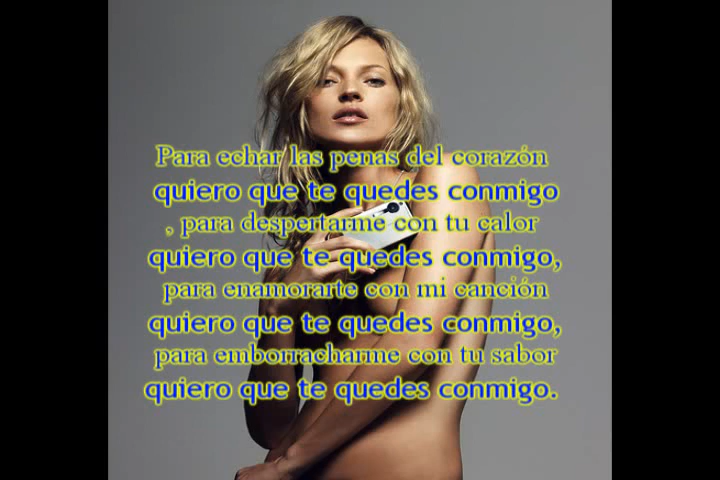 Para echar las penas del corazón
quiero que te quedes conmigo
, para despertarme con tu calor
quiero que te quedes conmigo,
para enamorarte con mi canción
quiero que te quedes conmigo,
para emborracharme con tu sabor
quiero que te quedes conmigo.